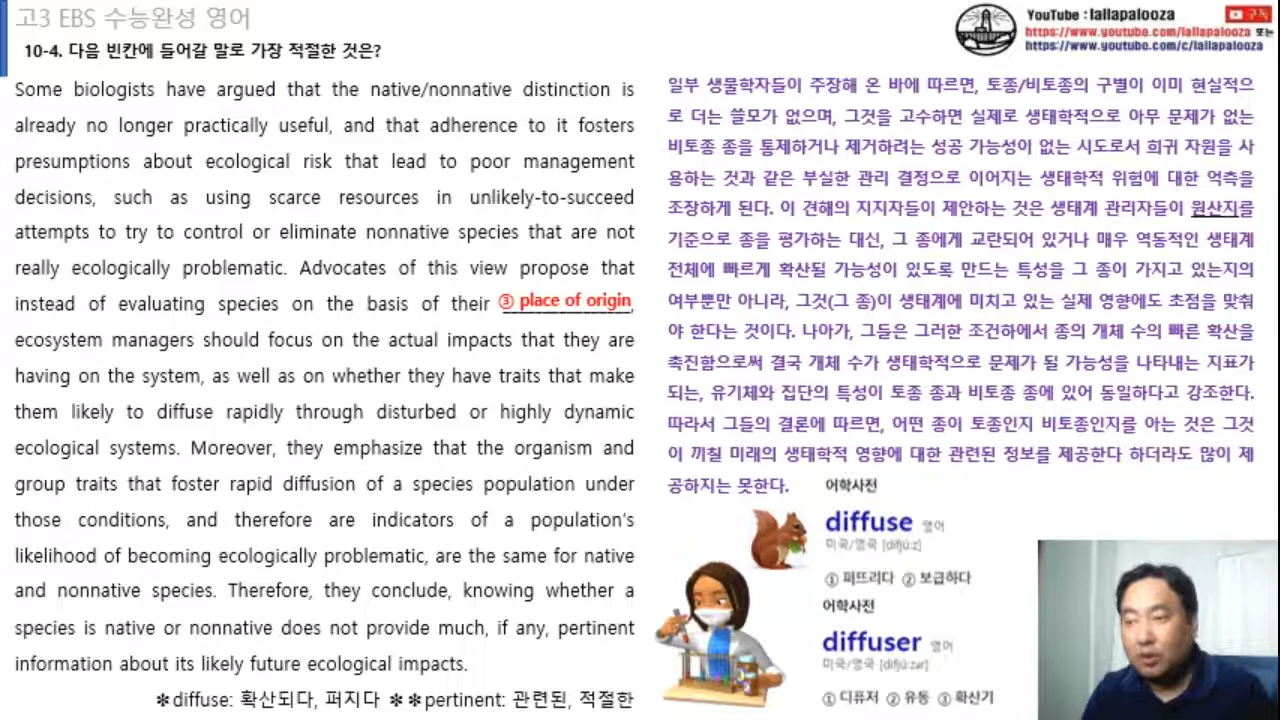 고3 EBS 수능완성 영어
YouTube : lallapalooza
구독
https://www.youtube.com/lallapalooza 또는
https://www.youtube.com/c/lallapalooza
10-4. 다음 빈칸에 들어갈 말로 가장 적절한 것은?
Some biologists have argued that the native/nonnative distinction is
already no longer practically useful, and that adherence to it fosters
presumptions about ecological risk that lead to poor management
decisions, such as using scarce resources in unlikely-to-succeed
attempts to try to control or eliminate nonnative species that are not
really ecologically problematic. Advocates of this view propose that
instead of evaluating species on the basis of their ③ place of origin,
ecosystem managers should focus on the actual impacts that they are
having on the system, as well as on whether they have traits that make
them likely to diffuse rapidly through disturbed or highly dynamic
ecological systems. Moreover, they emphasize that the organism and
group traits that foster rapid diffusion of a species population under
those conditions, and therefore are indicators of a population's
likelihood of becoming ecologically problematic, are the same for native
and nonnative species. Therefore, they conclude, knowing whether a
species is native or nonnative does not provide much, if any, pertinent
information about its likely future ecological impacts.
∗diffuse: 확산되다, 퍼지다 ∗∗pertinent: 관련된, 적절한
일부 생물학자들이 주장해 온 바에 따르면, 토종/비토종의 구별이 이미 현실적으
로 더는 쓸모가 없으며, 그것을 고수하면 실제로 생태학적으로 아무 문제가 없는
비토종 종을 통제하거나 제거하려는 성공 가능성이 없는 시도로서 희귀 자원을 사
용하는 것과 같은 부실한 관리 결정으로 이어지는 생태학적 위험에 대한 억측을
조장하게 된다. 이 견해의 지지자들이 제안하는 것은 생태계 관리자들이 원산지를
기준으로 종을 평가하는 대신, 그 종에게 교란되어 있거나 매우 역동적인 생태계
전체에 빠르게 확산될 가능성이 있도록 만드는 특성을 그 종이 가지고 있는지의
여부뿐만 아니라, 그것(그 종)이 생태계에 미치고 있는 실제 영향에도 초점을 맞춰
야 한다는 것이다. 나아가, 그들은 그러한 조건하에서 종의 개체 수의 빠른 확산을
촉진함으로써 결국 개체 수가 생태학적으로 문제가 될 가능성을 나타내는 지표가
되는, 유기체와 집단의 특성이 토종 종과 비토종 종에 있어 동일하다고 강조한다.
따라서 그들의 결론에 따르면, 어떤 종이 토종인지 비토종인지를 아는 것은 그것
이 끼칠 미래의 생태학적 영향에 대한 관련된 정보를 제공한다 하더라도 많이 제
공하지는 못한다.
어학사전
diffuse 영어
미국/영국 [difjúːz]
① 퍼뜨리다 ② 보급하다
어학사전
diffuser 영어
미국/영국 [difjúːzər]
① 디퓨저 ② 유동 ③ 확산기